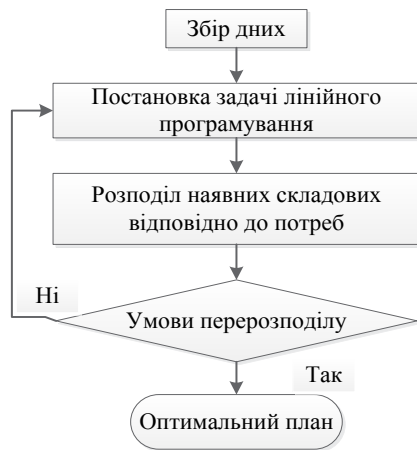 Збір дних
Постановка задачі лінійного
програмування
Розподіл наявних складових
відповідно до потреб
Ні
Умови перерозподілу
Так
Оптимальний план